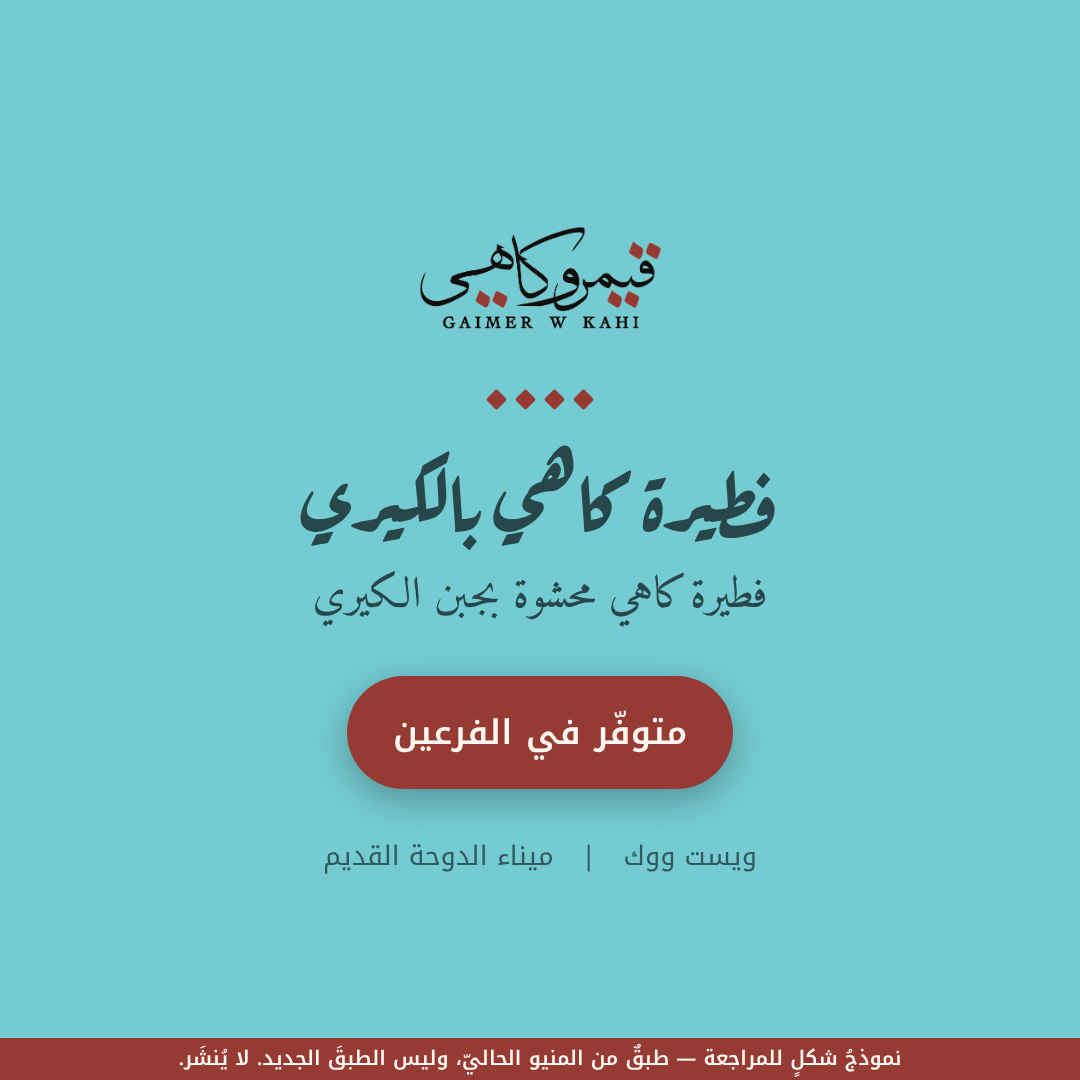 قيمر وكاهي
GAIMER W KAHI
فطيرة كاهي بالكيري
فطيرة كاهي محشوة بجبن الكيري
متوفّر في الفرعين
ويست ووك | ميناء الدوحة القديم
نموذجُ شكلٍ للمراجعة — طبقٌ من المنيو الحاليّ، وليس الطبقَ الجديد. لا يُنشَر.